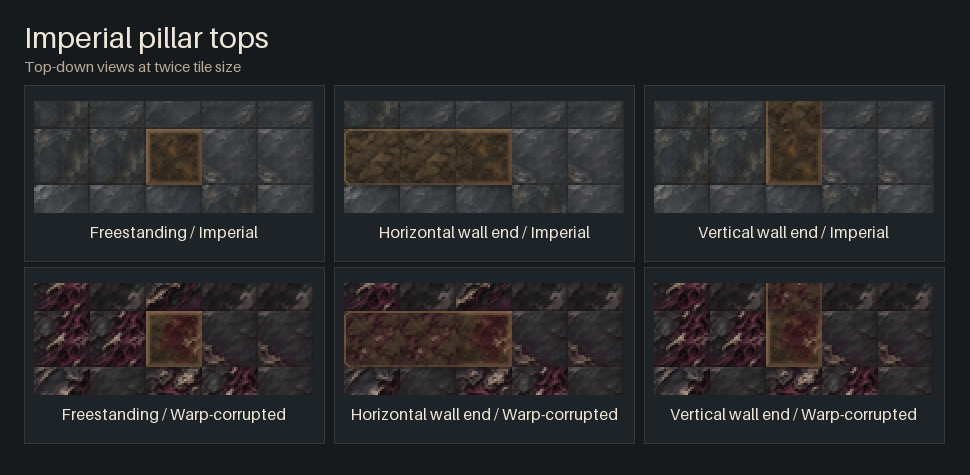 Imperial pillar tops
Top-down views at twice tile size
Freestanding / Imperial
Horizontal wall end / Imperial
Vertical wall end / Imperial
Freestanding / Warp-corrupted
Horizontal wall end / Warp-corrupted
Vertical wall end / Warp-corrupted